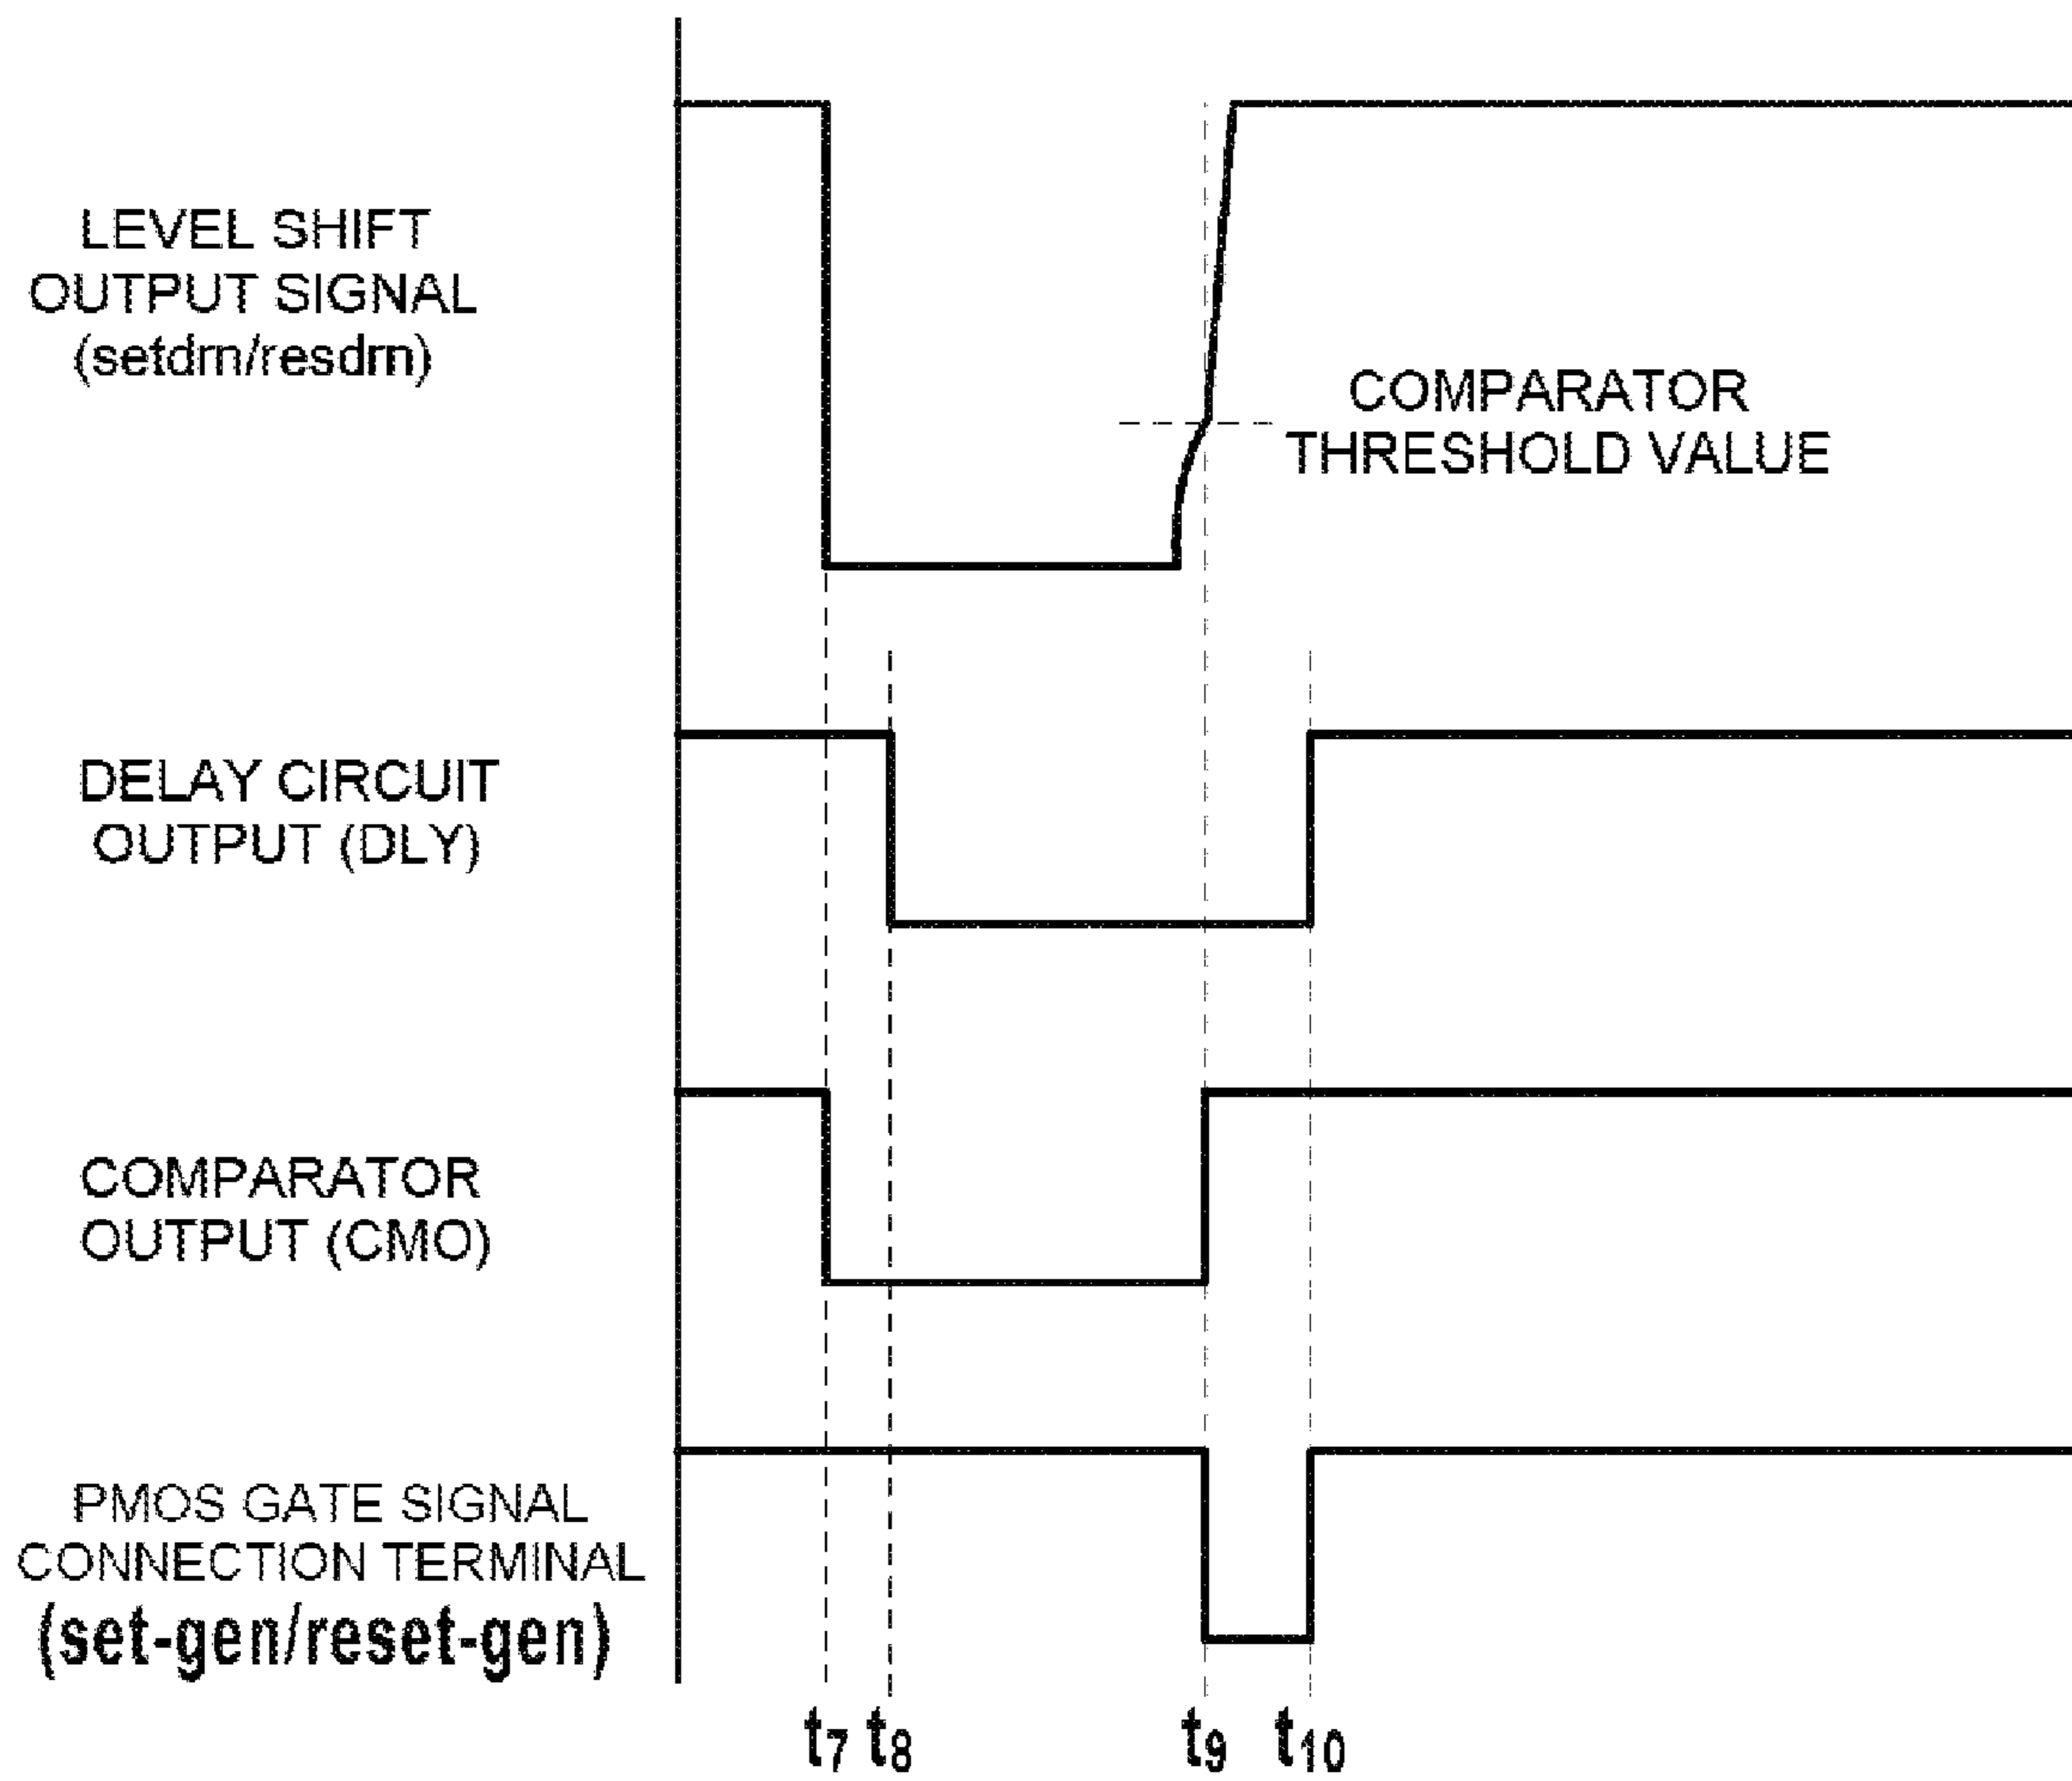 LEVEL SHIFT
OUTPUT SIGNAL
(setdrn/resdrn)
COMPARATOR
THRESHOLD VALUE
DELAY CIRCUIT
OUTPUT (DLY)
COMPARATOR
OUTPUT (CMO)
PMOS GATE SIGNAL
CONNECTION TERMINAL
(set-gen/reset-gen)
t7 t8 t9 t10